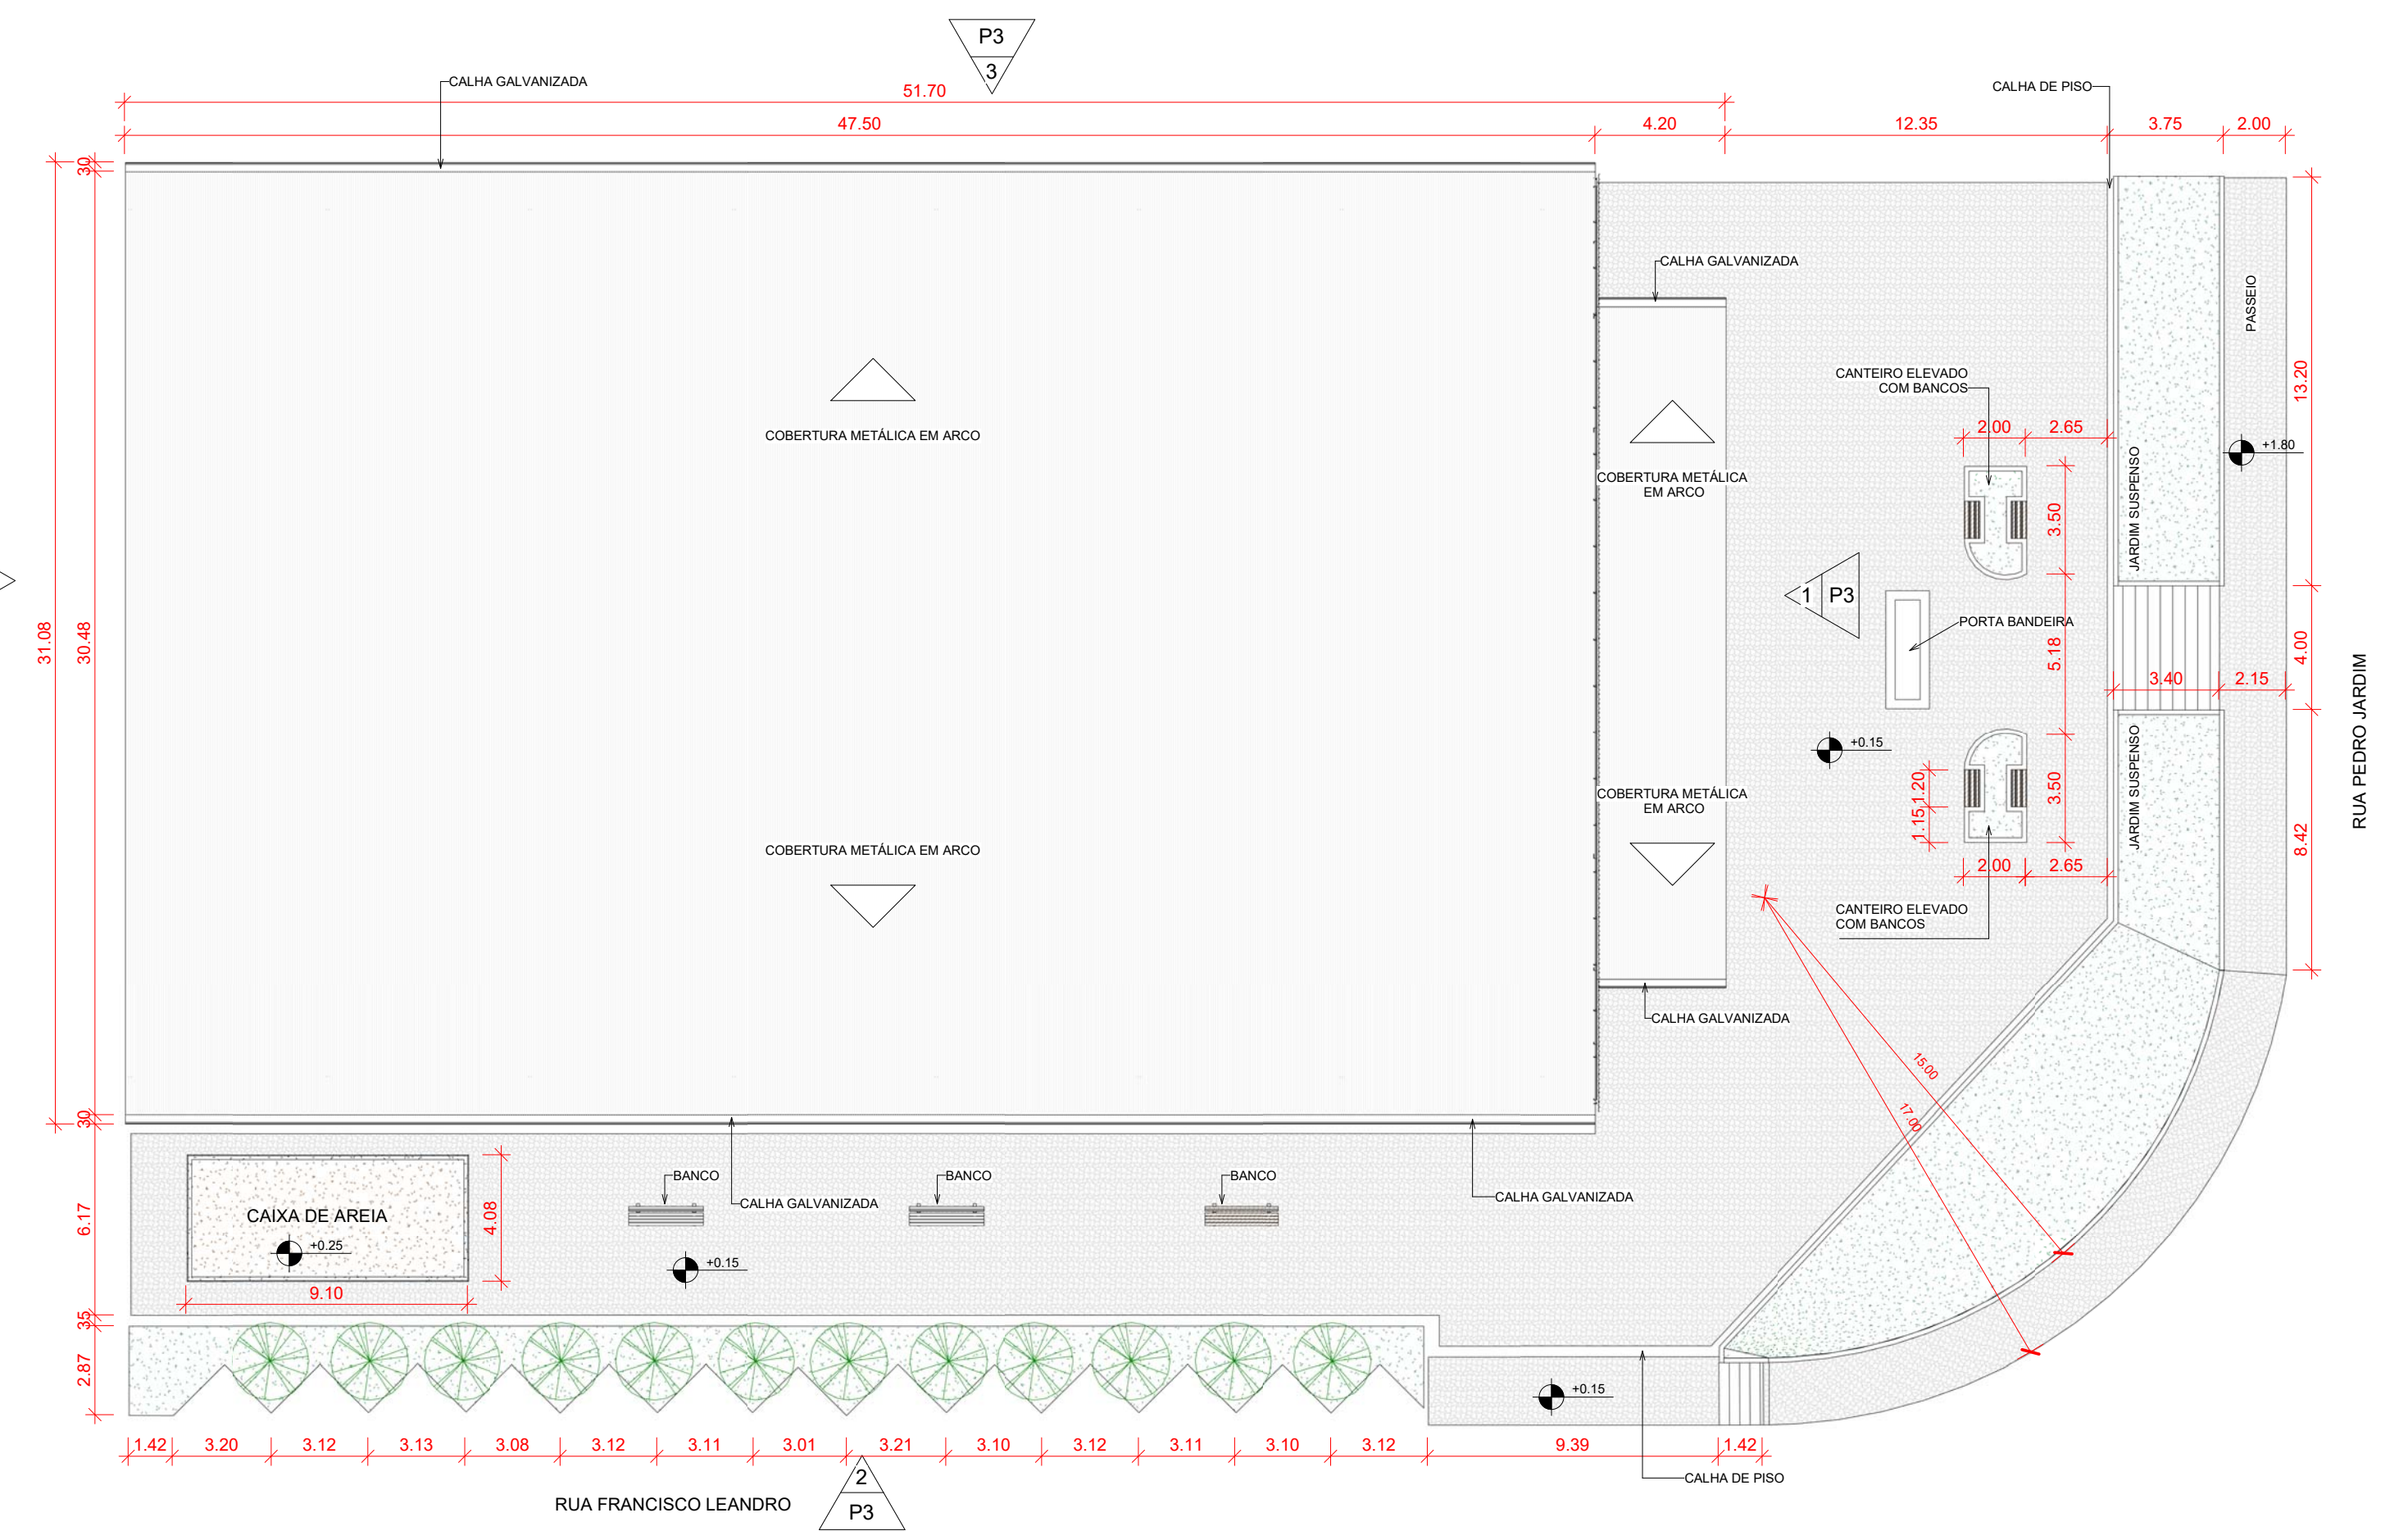 P3
3
CALHA GALVANIZADA
CALHA DE PISO
51.70
47.50
4.20
12.35
3.75
2.00
30
31.08
30.48
30
CALHA GALVANIZADA
PASSEIO
13.20
CANTEIRO ELEVADO
COM BANCOS
2.00
2.65
+1.80
JARDIM SUSPENSO
COBERTURA METÁLICA EM ARCO
COBERTURA METÁLICA
EM ARCO
3.50
1
P3
PORTA BANDEIRA
5.18
4.00
3.40
2.15
RUA PEDRO JARDIM
+0.15
JARDIM SUSPENSO
COBERTURA METÁLICA
EM ARCO
1.20
1.15
3.50
8.42
COBERTURA METÁLICA EM ARCO
2.00
2.65
CANTEIRO ELEVADO
COM BANCOS
CALHA GALVANIZADA
15.00
17.00
BANCO
BANCO
BANCO
CALHA GALVANIZADA
CALHA GALVANIZADA
6.17
CAIXA DE AREIA
+0.25
4.08
+0.15
9.10
35
2.87
+0.15
1.42
3.20
3.12
3.13
3.08
3.12
3.11
3.01
3.21
3.10
3.12
3.11
3.10
3.12
9.39
1.42
CALHA DE PISO
2
P3
RUA FRANCISCO LEANDRO